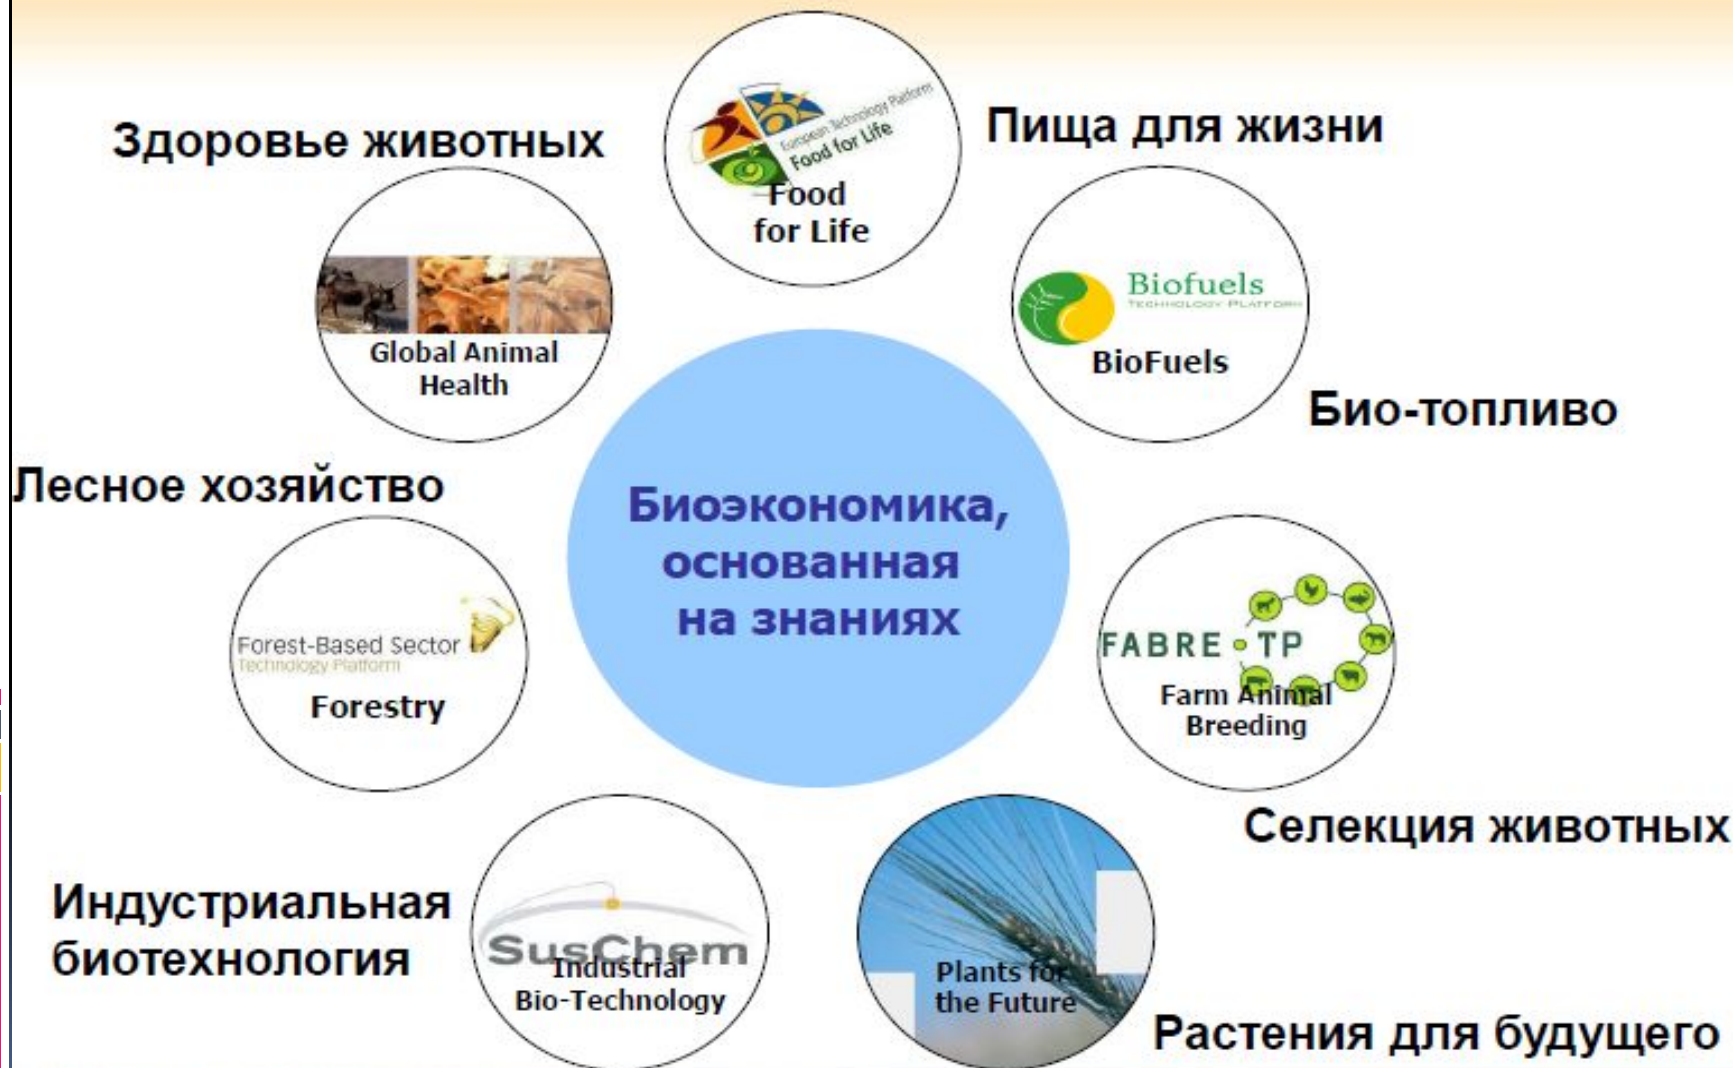 Здоровье животных
Пища для жизни
European Technology Platform
Food for Life
Food
for Life
Global Animal
Health
Biofuels
TECHNOLOGY PLATFORM
BioFuels
Био-топливо
Лесное хозяйство
Биоэкономика,
основанная
на знаниях
Forest-Based Sector
Technology Platform
Forestry
FABRE TP
Farm Animal
Breeding
Селекция животных
Индустриальная
биотехнология
SusChem
Industrial
Bio-Technology
Plants for
the Future
Растения для будущего